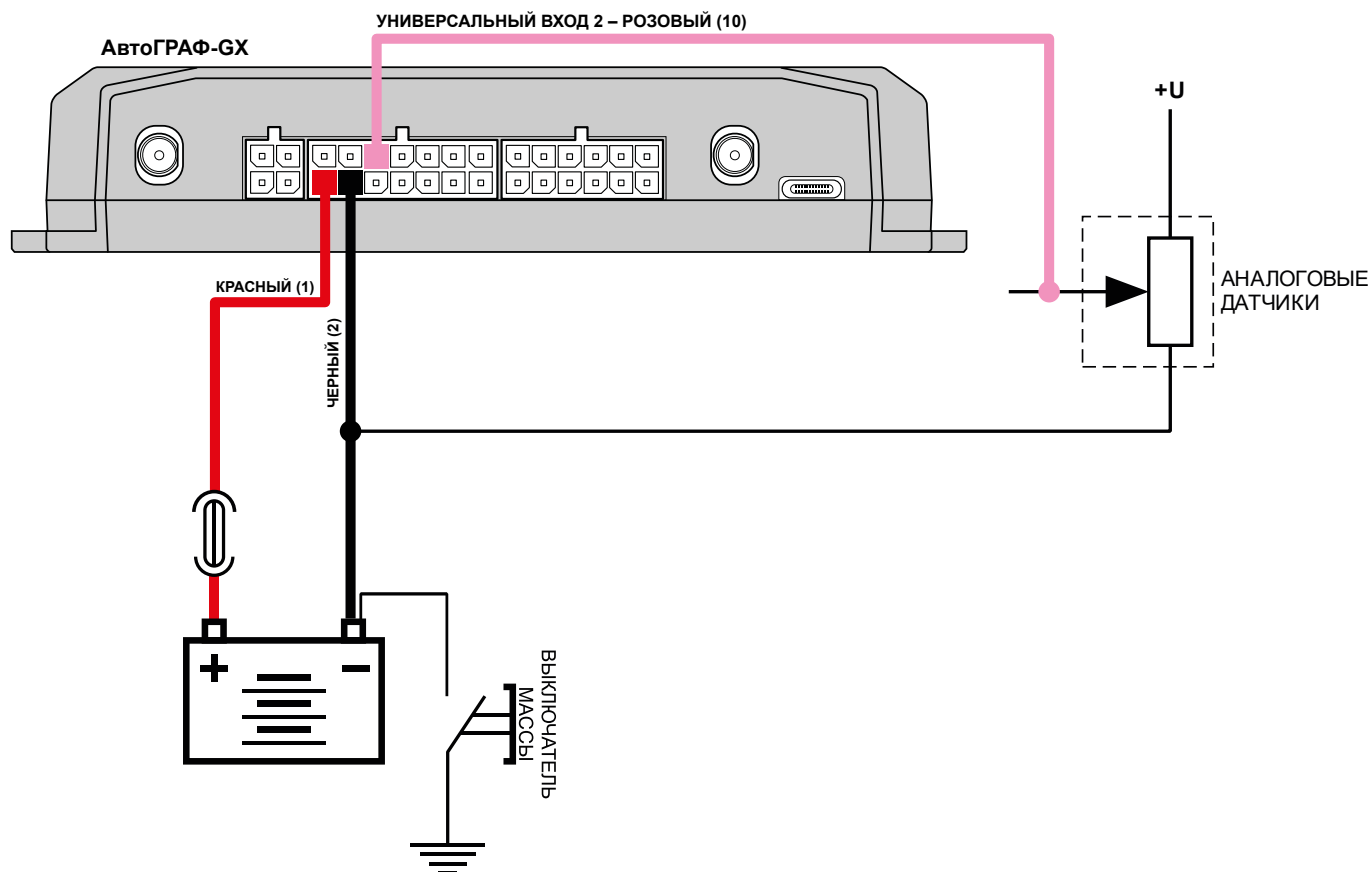 УНИВЕРСАЛЬНЫЙ ВХОД 2 – РОЗОВЫЙ (10)
АвтоГРАФ-GX
+U
АНАЛОГОВЫЕ
ДАТЧИКИ
КРАСНЫЙ (1)
ЧЕРНЫЙ (2)
+ −
ВЫКЛЮЧАТЕЛЬ
МАССЫ